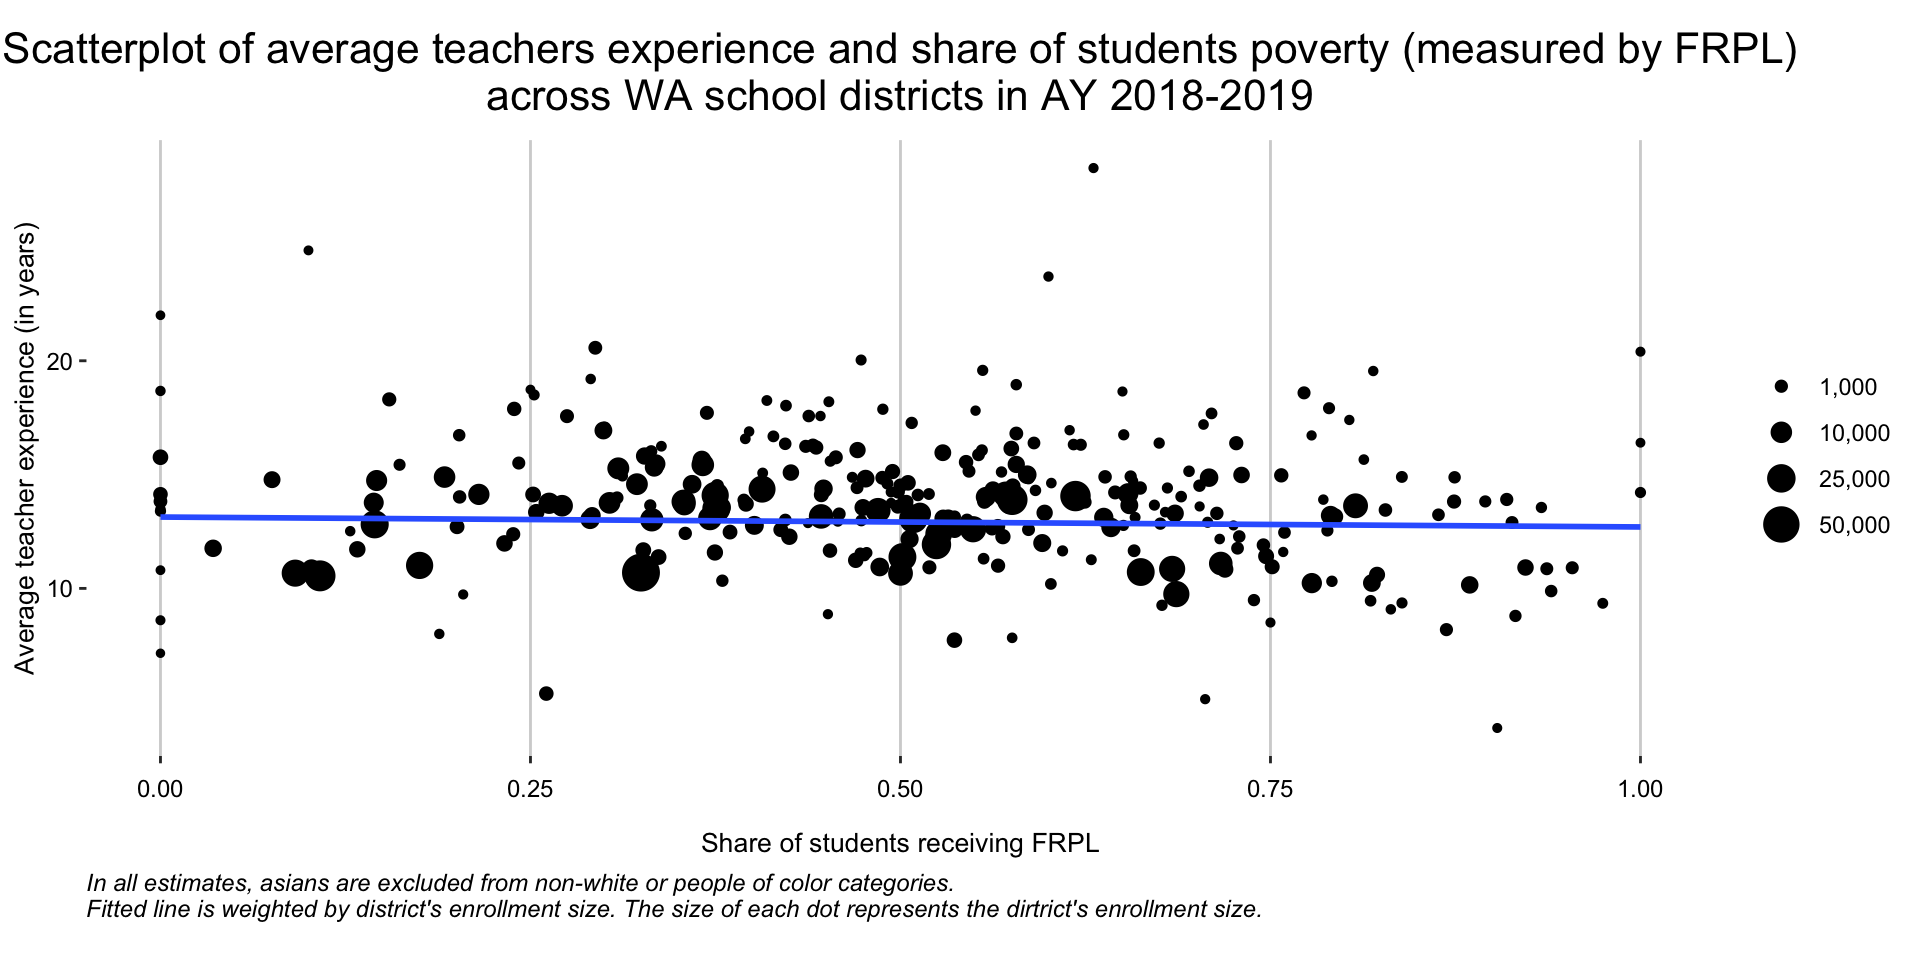 Scatterplot of average teachers experience and share of students poverty (measured by FRPL)
across WA school districts in AY 2018-2019
Average teacher experience (in years)
20
10
0.00
0.25
0.50
0.75
1.00
Share of students receiving FRPL
1,000
10,000
25,000
50,000
In all estimates, asians are excluded from non-white or people of color categories.
Fitted line is weighted by district's enrollment size. The size of each dot represents the dirtrict's enrollment size.